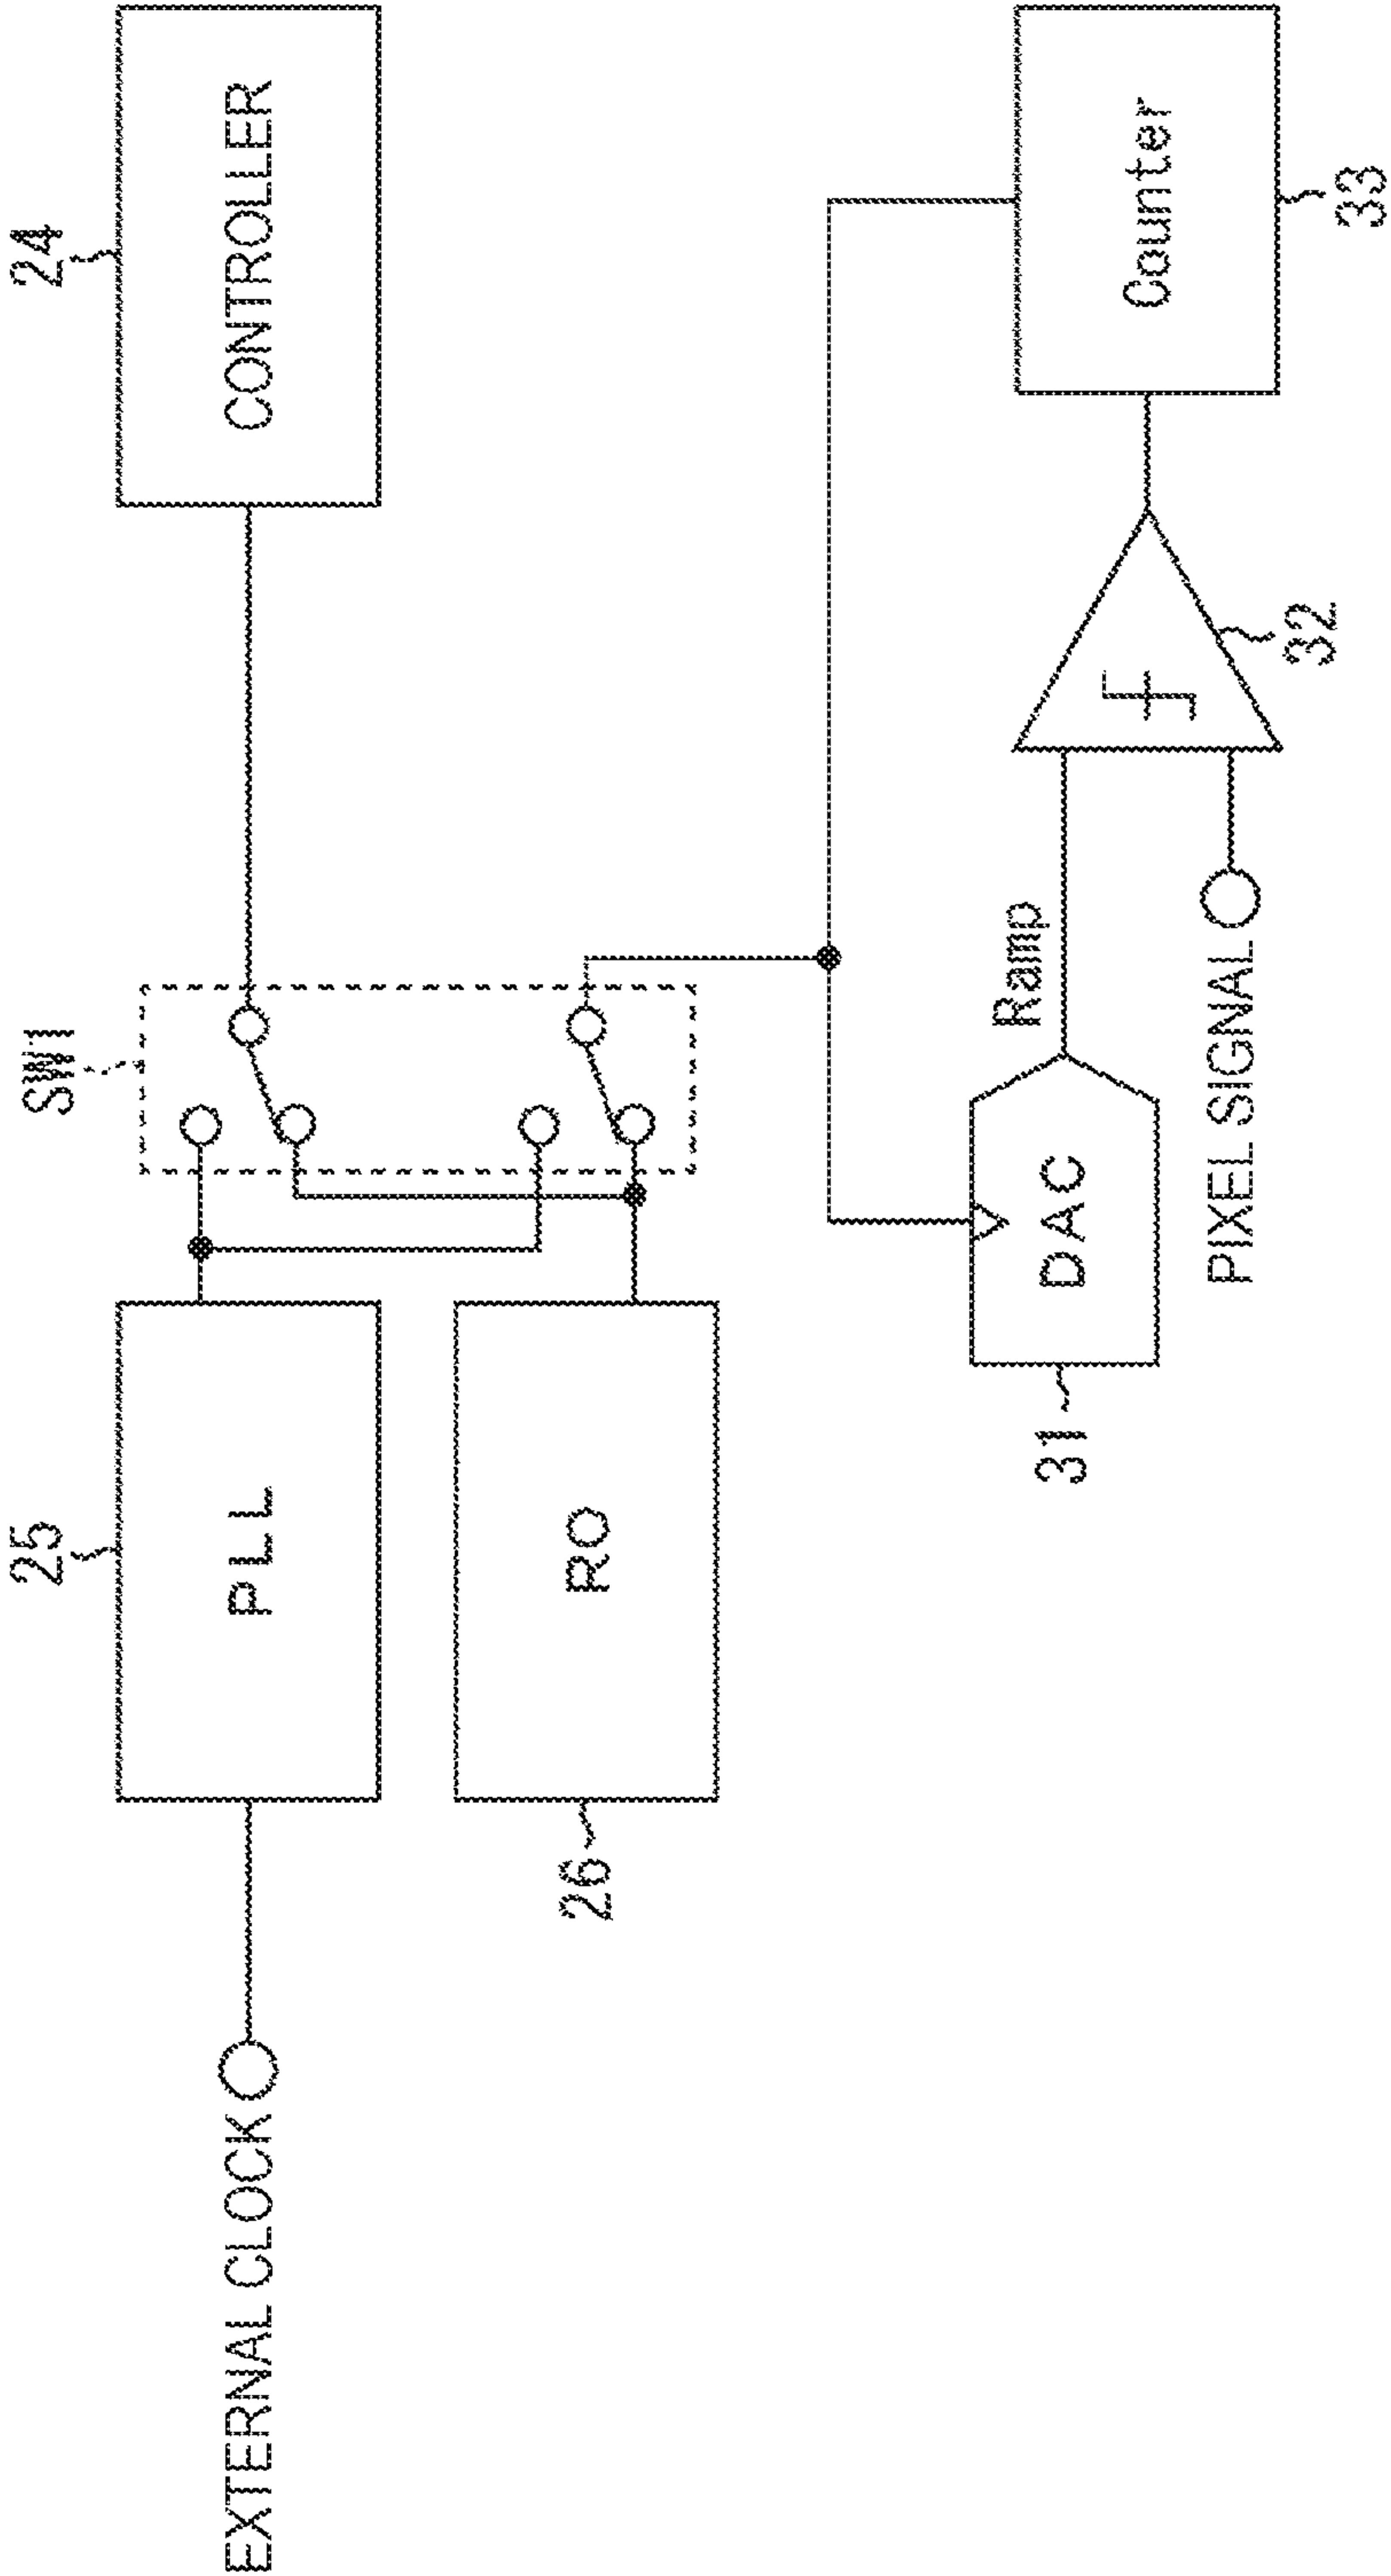 25
SW1
24
EXTERNAL CLOCK
PLL
CONTROLLER
RO
26
Ramp
DAC
31
Counter
PIXEL SIGNAL
32
33